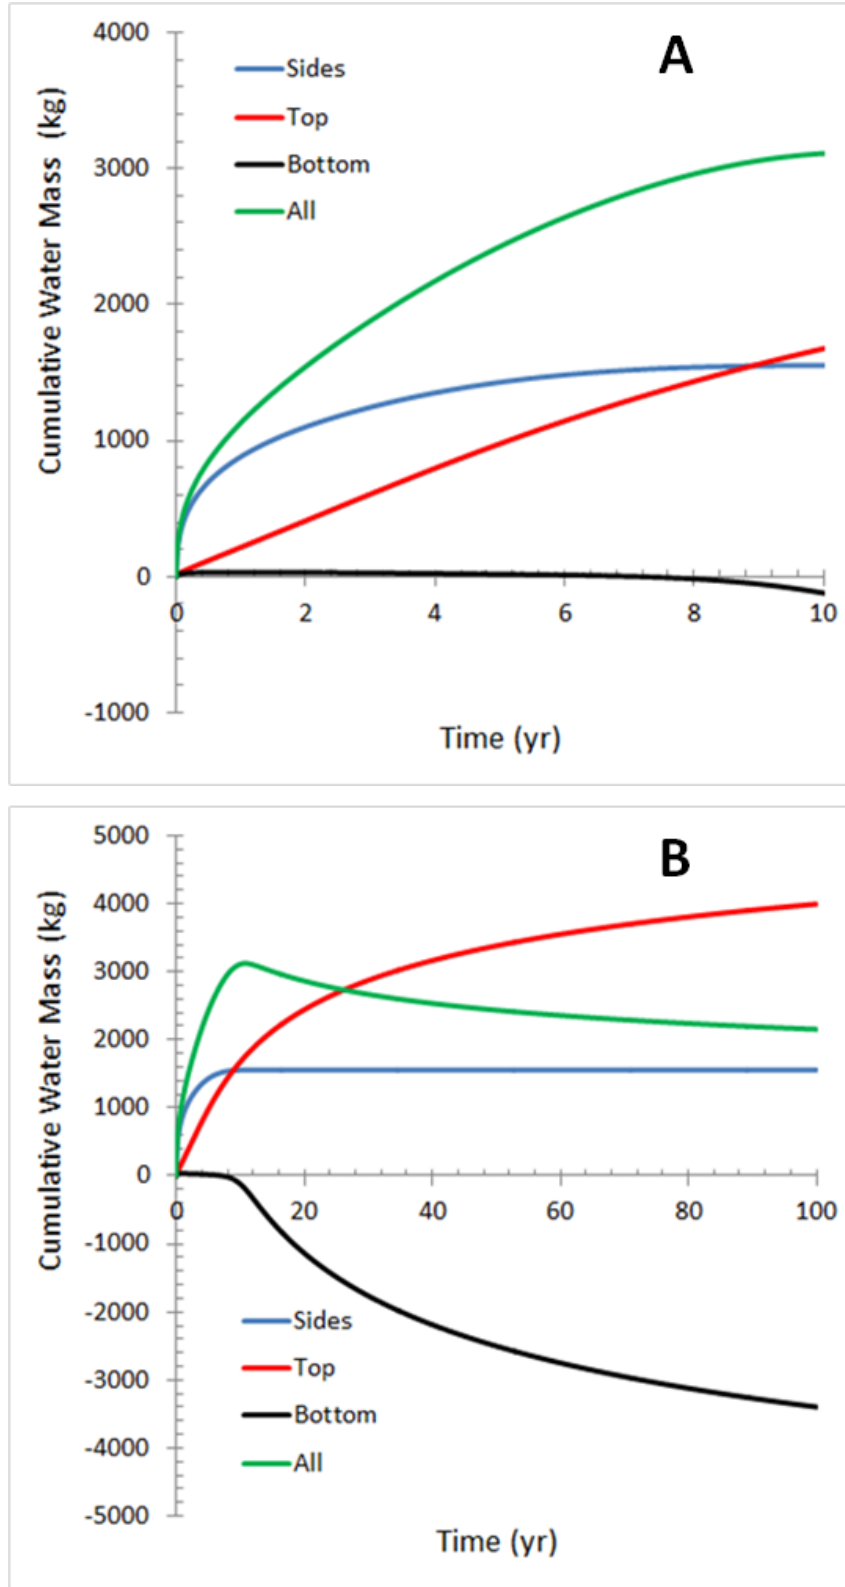 A
4000
3000
2000
1000
0
-1000
Cumulative Water Mass (kg)
Sides
Top
Bottom
All
0 2 4 6 8 10
Time (yr)
B
5000
4000
3000
2000
1000
0
-1000
-2000
-3000
-4000
-5000
Cumulative Water Mass (kg)
0 20 40 60 80 100
Sides
Top
Bottom
All
Time (yr)